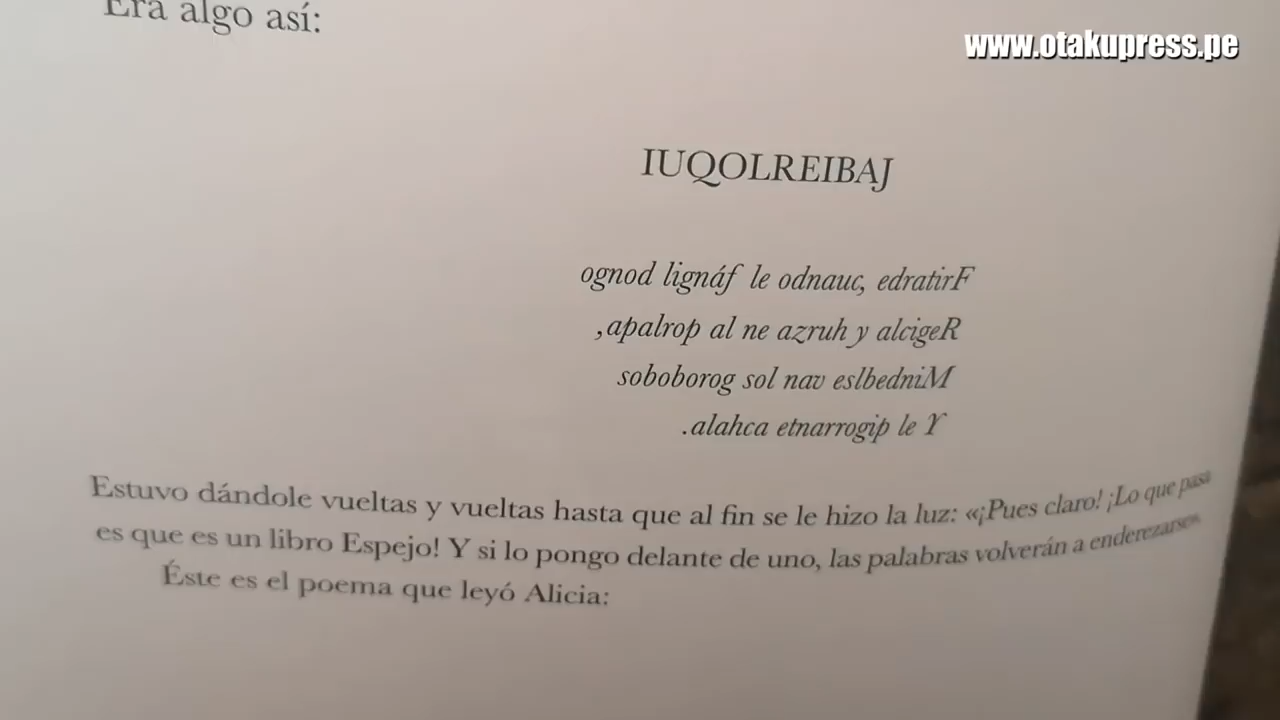 Era algo así:
www.otakupress.pe
IUQOLREIBAJ
ognod lignáf le odnauc, edratirF
,apalrop al ne azruh y alcigeR
soboborog sol nav eslbedniM
.alahca etnarrogip le Y
Estuvo dándole vueltas y vueltas hasta que al fin se le hizo la luz: «¡Pues claro! ¡Lo que pasa
es que es un libro Espejo! Y si lo pongo delante de uno, las palabras volverán a enderezarse».
Éste es el poema que leyó Alicia: